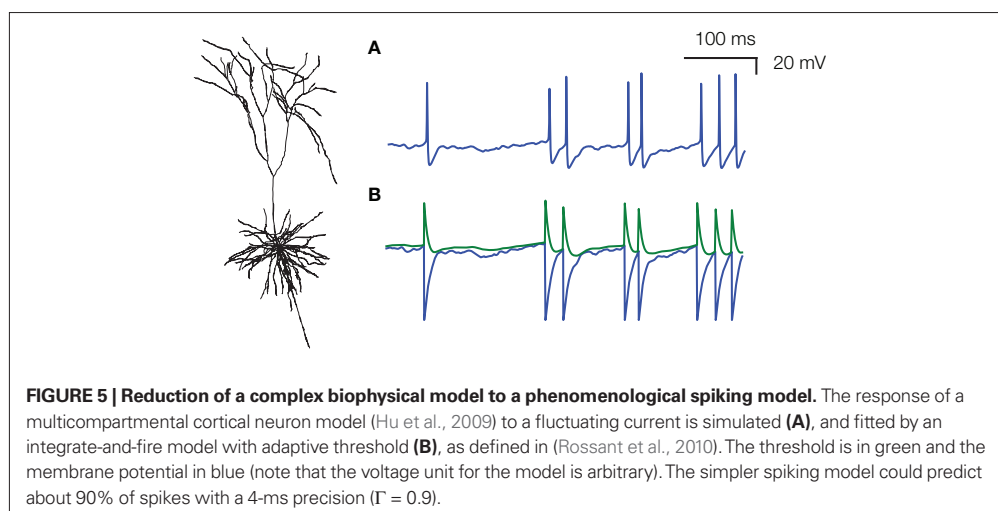 A
100 ms
20 mV
B
FIGURE 5 | Reduction of a complex biophysical model to a phenomenological spiking model. The response of a
multicompartmental cortical neuron model (Hu et al., 2009) to a fluctuating current is simulated (A), and fitted by an
integrate-and-fire model with adaptive threshold (B), as defined in (Rossant et al., 2010). The threshold is in green and the
membrane potential in blue (note that the voltage unit for the model is arbitrary). The simpler spiking model could predict
about 90% of spikes with a 4-ms precision (Γ = 0.9).